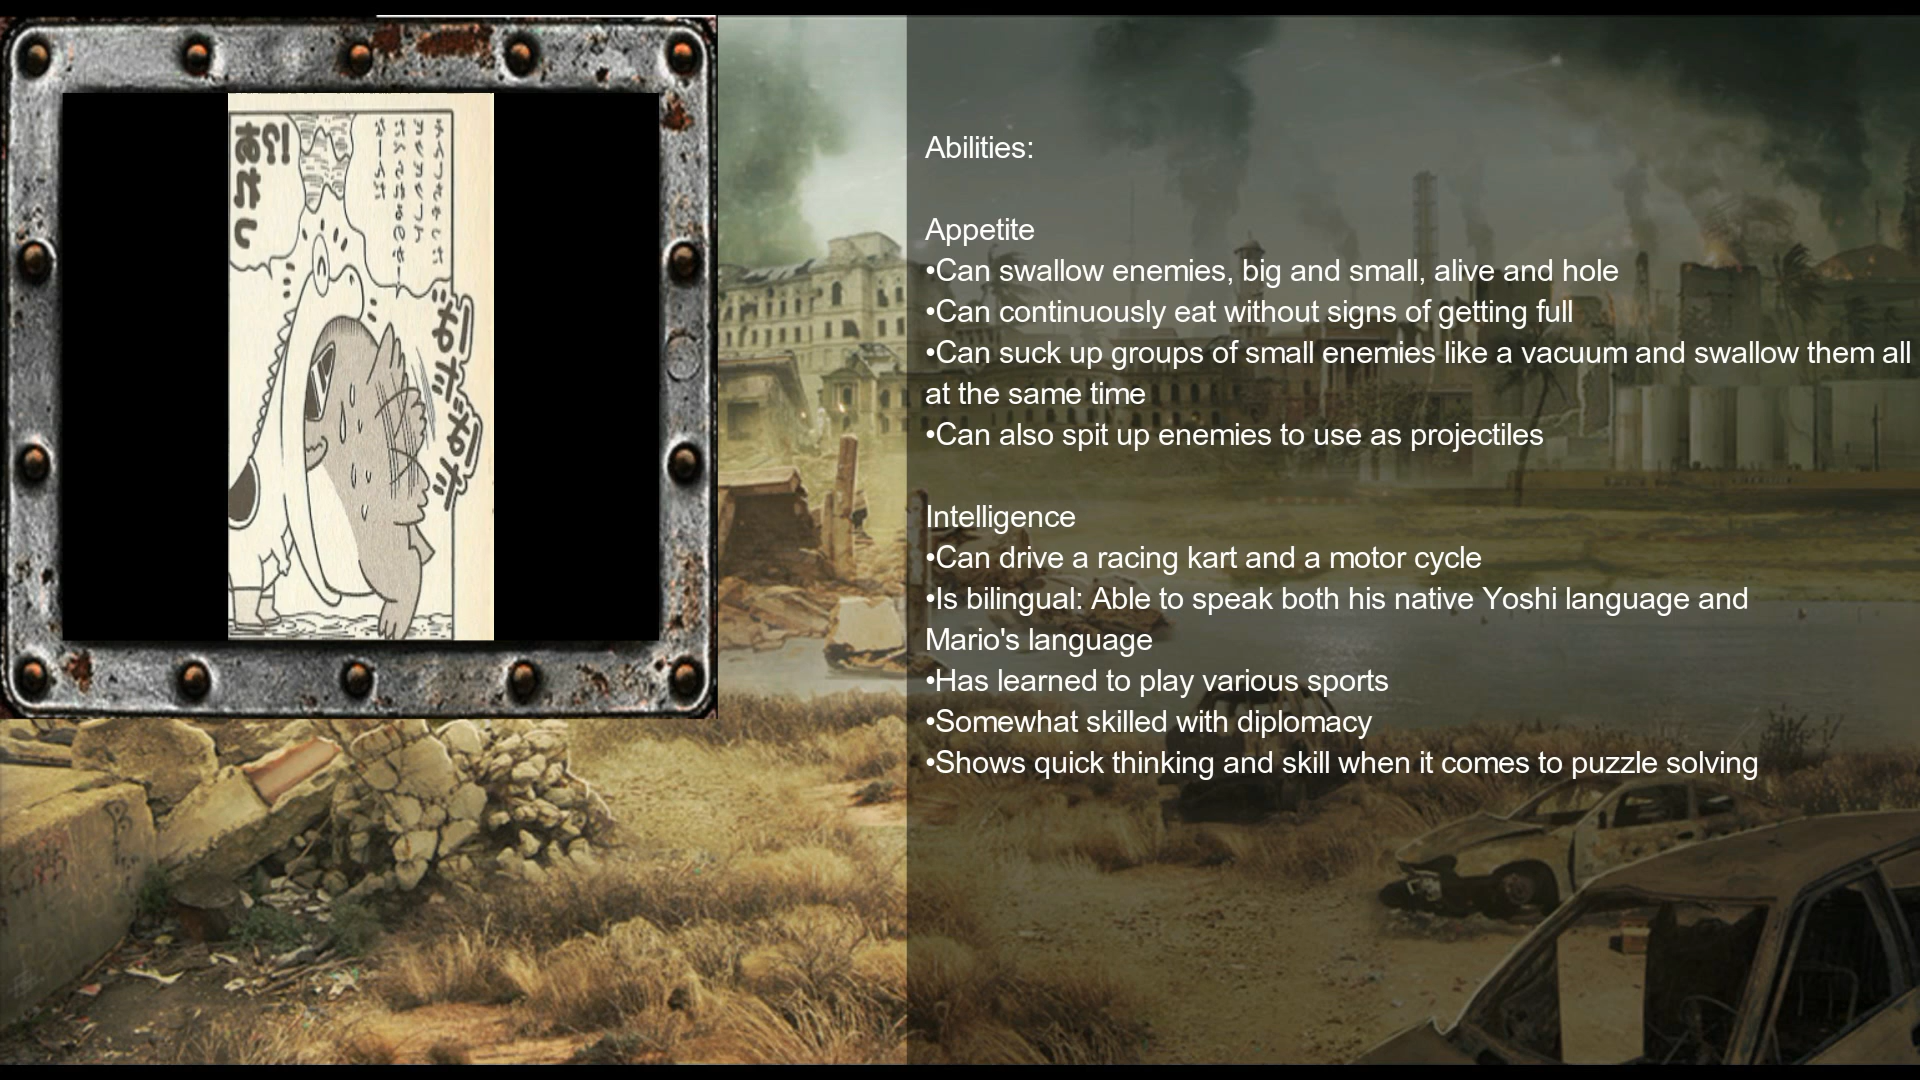 Abilities:
Appetite
•Can swallow enemies, big and small, alive and hole
•Can continuously eat without signs of getting full
•Can suck up groups of small enemies like a vacuum and swallow them all
at the same time
•Can also spit up enemies to use as projectiles
Intelligence
•Can drive a racing kart and a motor cycle
•Is bilingual: Able to speak both his native Yoshi language and
Mario's language
•Has learned to play various sports
•Somewhat skilled with diplomacy
•Shows quick thinking and skill when it comes to puzzle solving